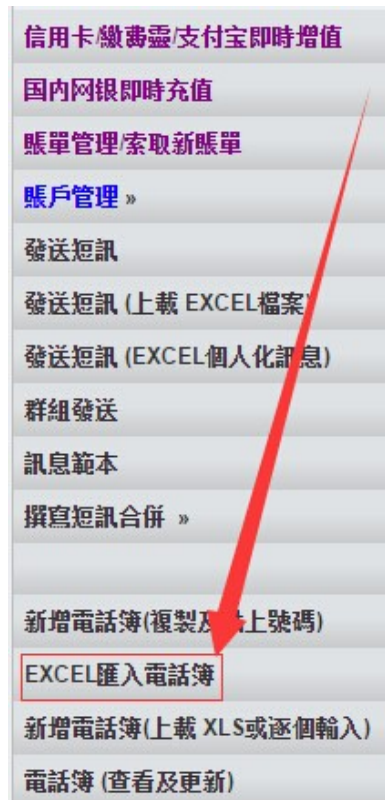 信用卡/繳費靈/支付宝即時增值
国内网银即時充值
賬單管理/索取新賬單
賬戶管理 »
發送短訊
發送短訊 (上載 EXCEL檔案)
發送短訊 (EXCEL個人化訊息)
群組發送
訊息範本
撰寫短訊合併 »
新增電話簿(複製及貼上號碼)
EXCEL匯入電話簿
新增電話簿(上載 XLS或逐個輸入)
電話簿 (查看及更新)